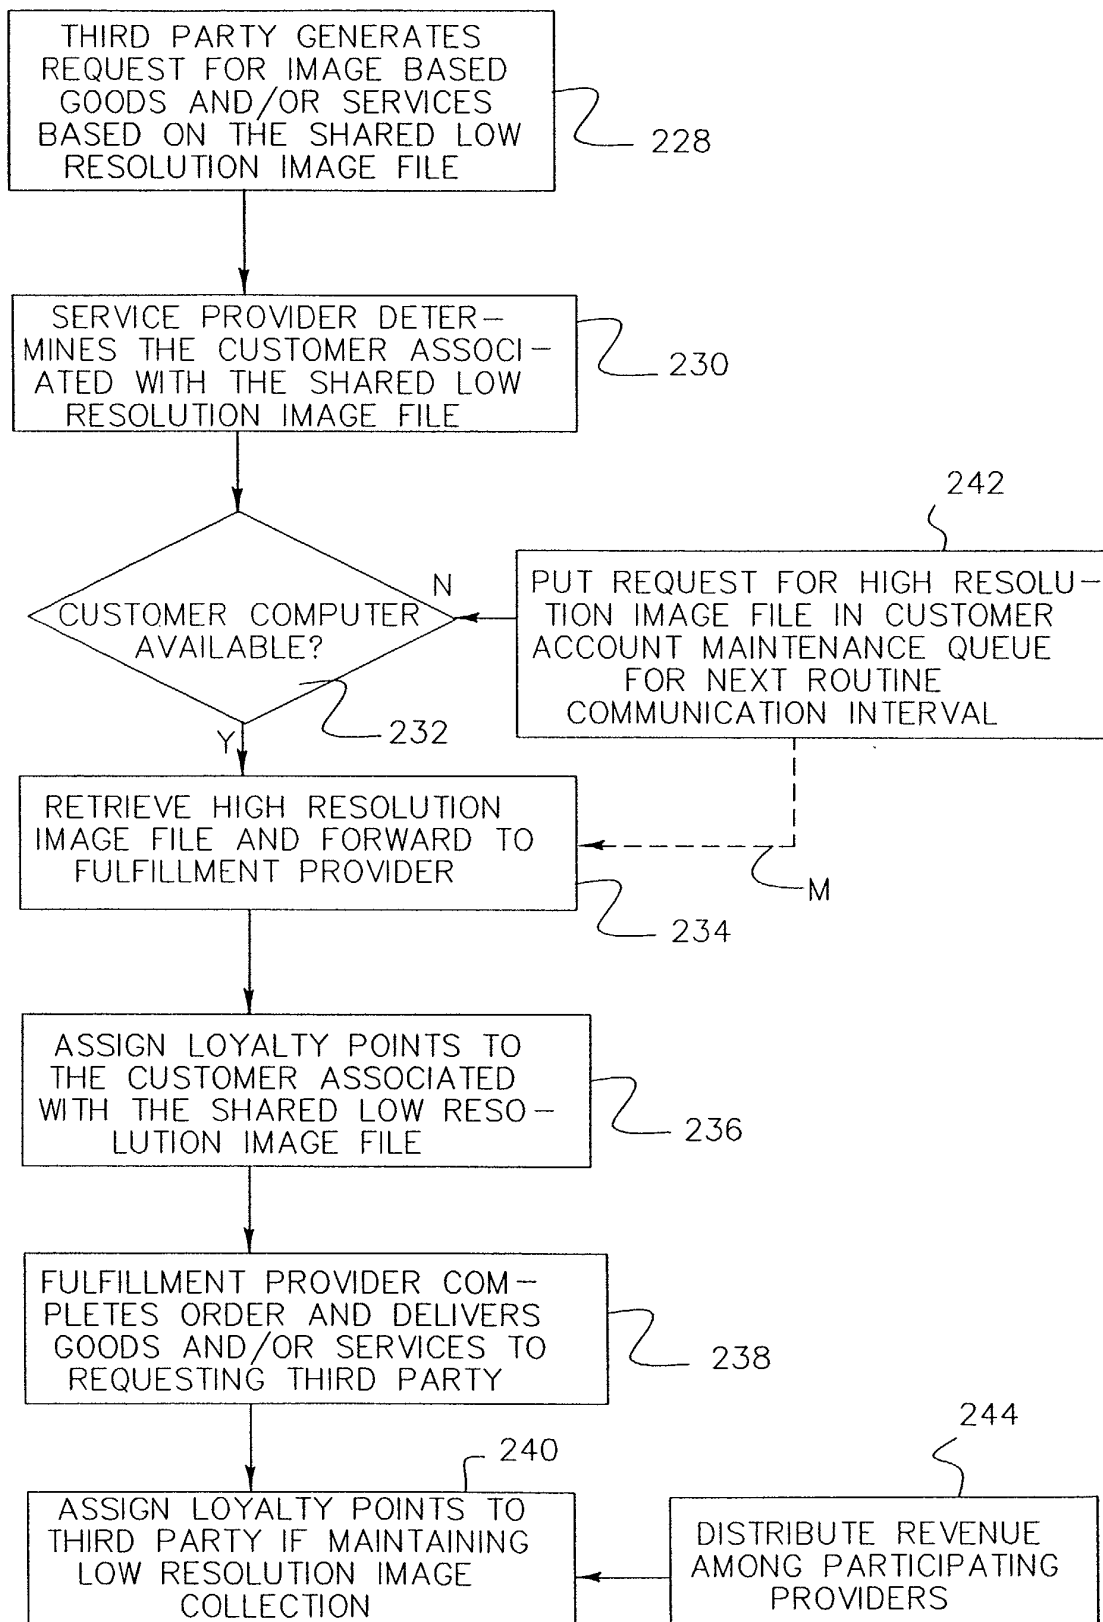 THIRD PARTY GENERATES
REQUEST FOR IMAGE BASED
GOODS AND/OR SERVICES
BASED ON THE SHARED LOW
RESOLUTION IMAGE FILE
228
SERVICE PROVIDER DETER-
MINES THE CUSTOMER ASSOCI-
ATED WITH THE SHARED LOW
RESOLUTION IMAGE FILE
230
242
N
CUSTOMER COMPUTER
AVAILABLE?
PUT REQUEST FOR HIGH RESOLU-
TION IMAGE FILE IN CUSTOMER
ACCOUNT MAINTENANCE QUEUE
FOR NEXT ROUTINE
COMMUNICATION INTERVAL
232
Y
RETRIEVE HIGH RESOLUTION
IMAGE FILE AND FORWARD TO
FULFILLMENT PROVIDER
M
234
ASSIGN LOYALTY POINTS TO
THE CUSTOMER ASSOCIATED
WITH THE SHARED LOW RESO-
LUTION IMAGE FILE
236
FULFILLMENT PROVIDER COM-
PLETES ORDER AND DELIVERS
GOODS AND/OR SERVICES TO
REQUESTING THIRD PARTY
238
240
244
ASSIGN LOYALTY POINTS TO
THIRD PARTY IF MAINTAINING
LOW RESOLUTION IMAGE
COLLECTION
DISTRIBUTE REVENUE
AMONG PARTICIPATING
PROVIDERS